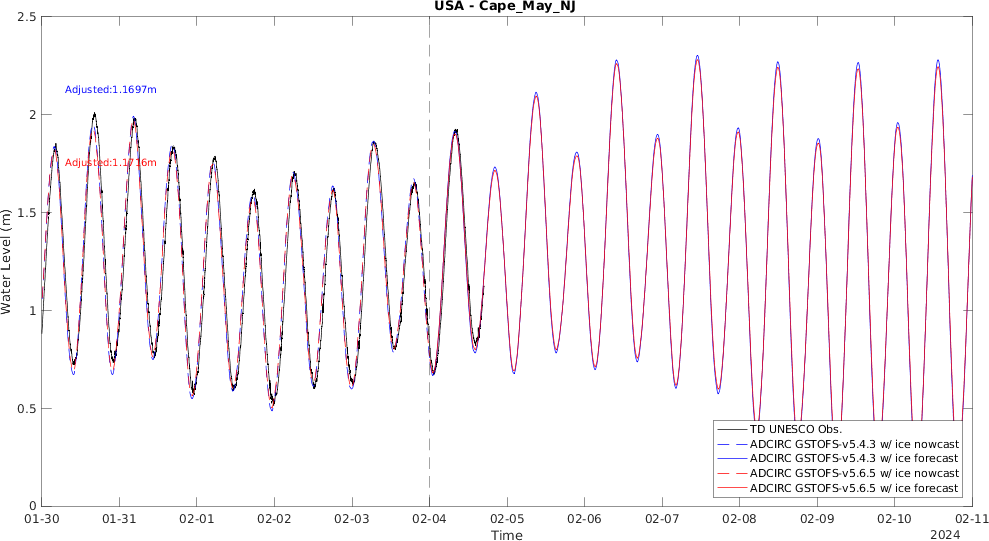 USA - Cape_May_NJ
2.5
2
1.5
1
0.5
0
Water Level (m)
Adjusted:1.1697m
Adjusted:1.1716m
TD UNESCO Obs.
ADCIRC GSTOFS-v5.4.3 w/ ice nowcast
ADCIRC GSTOFS-v5.4.3 w/ ice forecast
ADCIRC GSTOFS-v5.6.5 w/ ice nowcast
ADCIRC GSTOFS-v5.6.5 w/ ice forecast
01-30 01-31 02-01 02-02 02-03 02-04 02-05 02-06 02-07 02-08 02-09 02-10 02-11
Time
2024